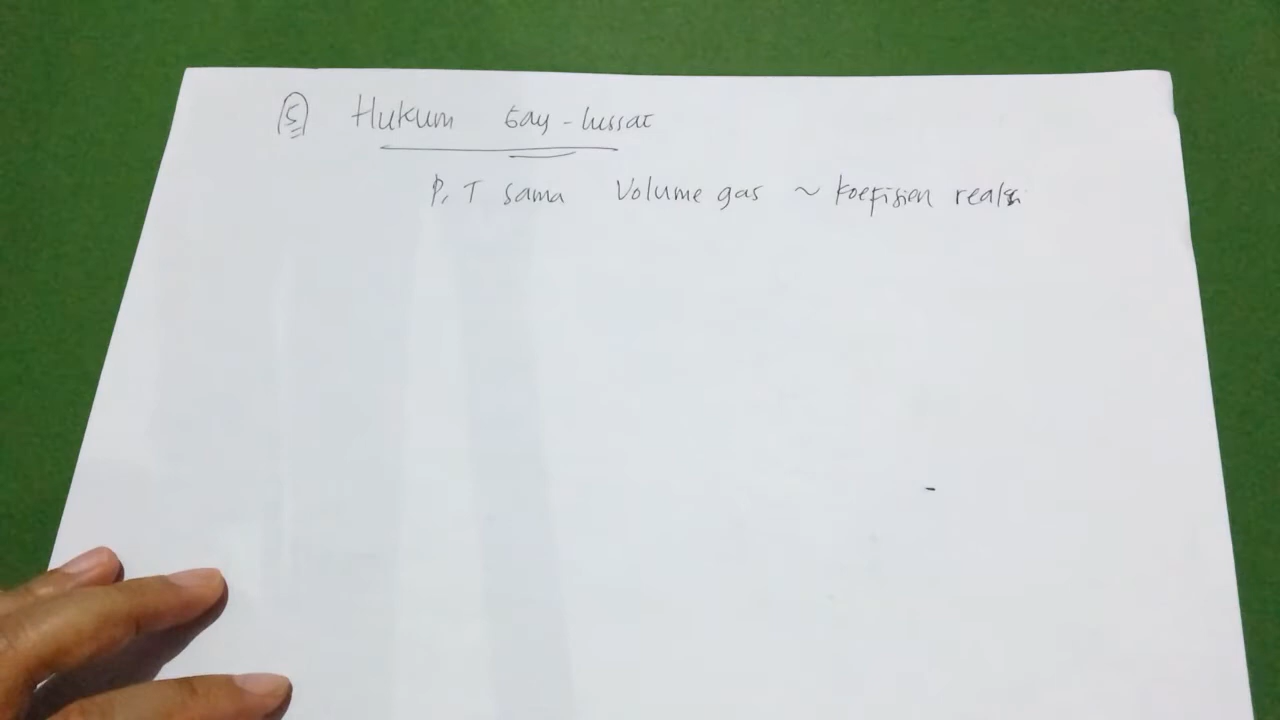 5 Hukum Gay-lussac
P, T sama Volume gas ~ koefisien reaksi